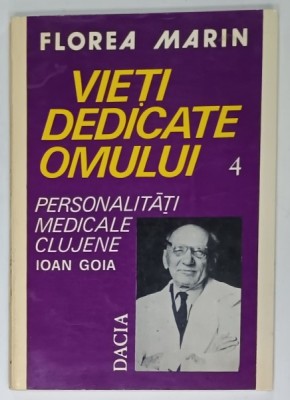 FLOREA MARIN
VIEȚI
DEDICATE
OMULUI 4
PERSONALITĂȚI
MEDICALE
CLUJENE
IOAN GOIA
DACIA